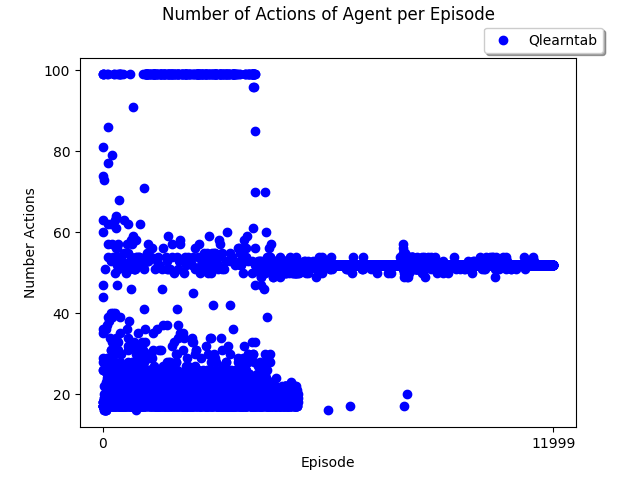 Number of Actions of Agent per Episode
Qlearntab
100
80
60
40
20
Number Actions
0
11999
Episode